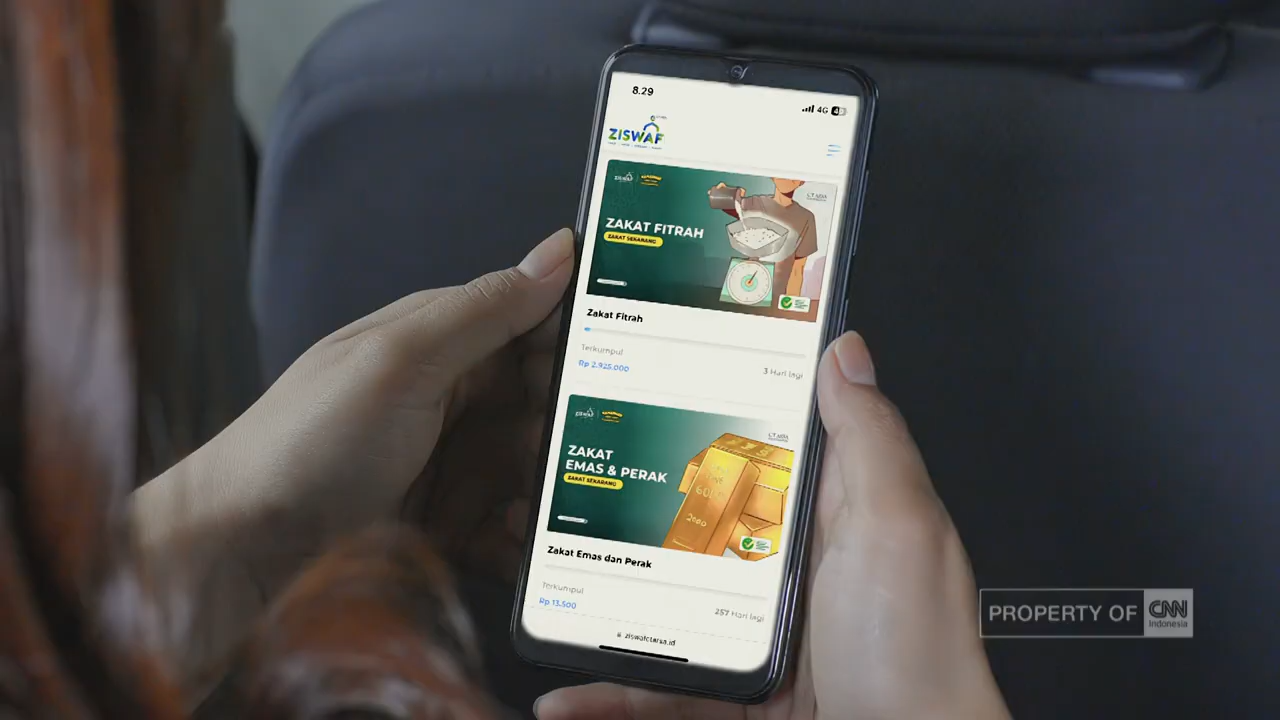 8.29
4G
ZISWAF
ZAKAT FITRAH
ZAKAT SEKARANG
Zakat Fitrah
Terkumpul
Rp 2.925.000
3 Hari lagi
ZAKAT
EMAS & PERAK
ZAKAT SEKARANG
Zakat Emas dan Perak
Terkumpul
Rp 13.500
257 Hari lagi
ziswafctarsa.id
PROPERTY OF CNN
Indonesia